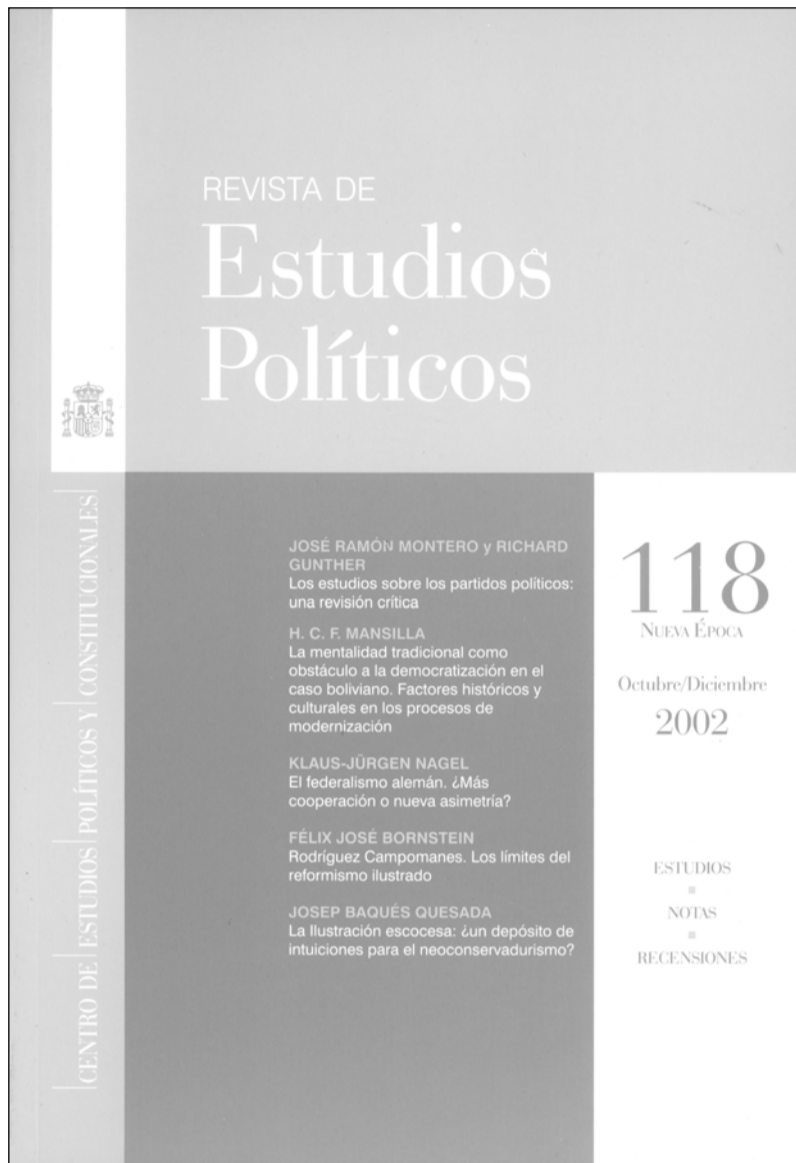 REVISTA DE
Estudios
Políticos
CENTRO DE ESTUDIOS POLÍTICOS Y CONSTITUCIONALES
JOSÉ RAMÓN MONTERO y RICHARD
GUNTHER
Los estudios sobre los partidos políticos:
una revisión crítica
H. C. F. MANSILLA
La mentalidad tradicional como
obstáculo a la democratización en el
caso boliviano. Factores históricos y
culturales en los procesos de
modernización
KLAUS-JÜRGEN NAGEL
El federalismo alemán. ¿Más
cooperación o nueva asimetría?
FÉLIX JOSÉ BORNSTEIN
Rodríguez Campomanes. Los límites del
reformismo ilustrado
JOSEP BAQUÉS QUESADA
La Ilustración escocesa: ¿un depósito de
intuiciones para el neoconservadurismo?
118
NUEVA ÉPOCA
Octubre/Diciembre
2002
ESTUDIOS
NOTAS
RECENSIONES